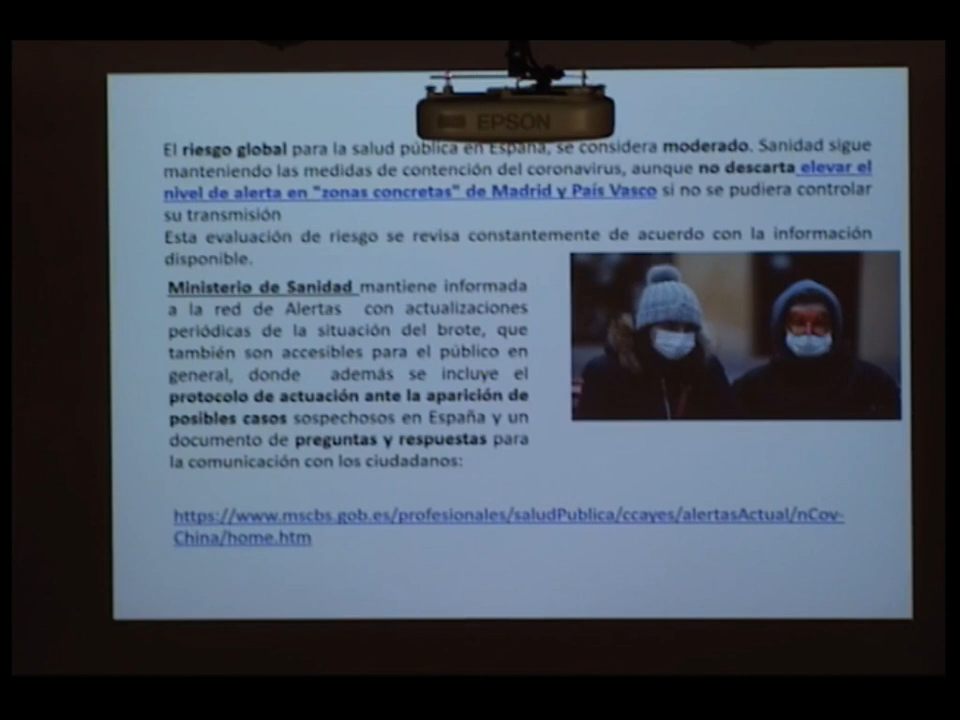 EPSON
El riesgo global para la salud pública en España, se considera moderado. Sanidad sigue
manteniendo las medidas de contención del coronavirus, aunque no descarta elevar el
nivel de alerta en "zonas concretas" de Madrid y País Vasco si no se pudiera controlar
su transmisión
Esta evaluación de riesgo se revisa constantemente de acuerdo con la información
disponible.
Ministerio de Sanidad mantiene informada
a la red de Alertas con actualizaciones
periódicas de la situación del brote, que
también son accesibles para el público en
general, donde además se incluye el
protocolo de actuación ante la aparición de
posibles casos sospechosos en España y un
documento de preguntas y respuestas para
la comunicación con los ciudadanos:
https://www.mscbs.gob.es/profesionales/saludPublica/ccayes/alertasActual/nCov-
China/home.htm